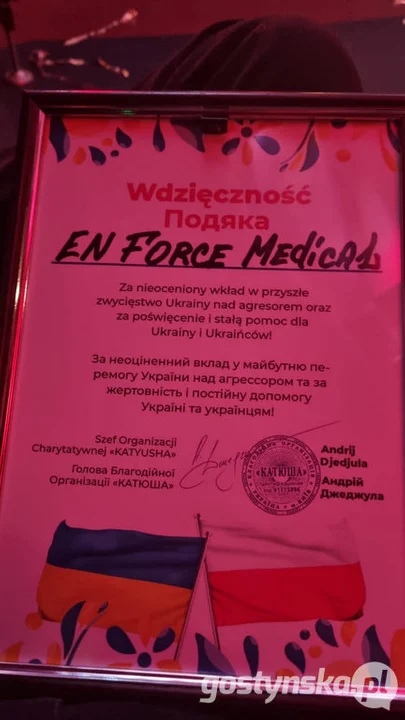 Wdzięczność
Подяка
EN FORCE MEDICAL
Za nieoceniony wkład w przyszłe
zwycięstwo Ukrainy nad agresorem oraz
za poświęcenie i stałą pomoc dla
Ukrainy i Ukraińców!
За неоціненний вклад у майбутню пе-
ремогу України над агрессором та за
жертовність і постійну допомогу
Україні та українцям!
Szef Organizacji
Charytatywnej «KATYUSHA»
Голова Благодійної
Організації «КАТЮША»
«КАТЮША»
Andrij
Djedjula
Андрій
Джеджула
gostynska.pl